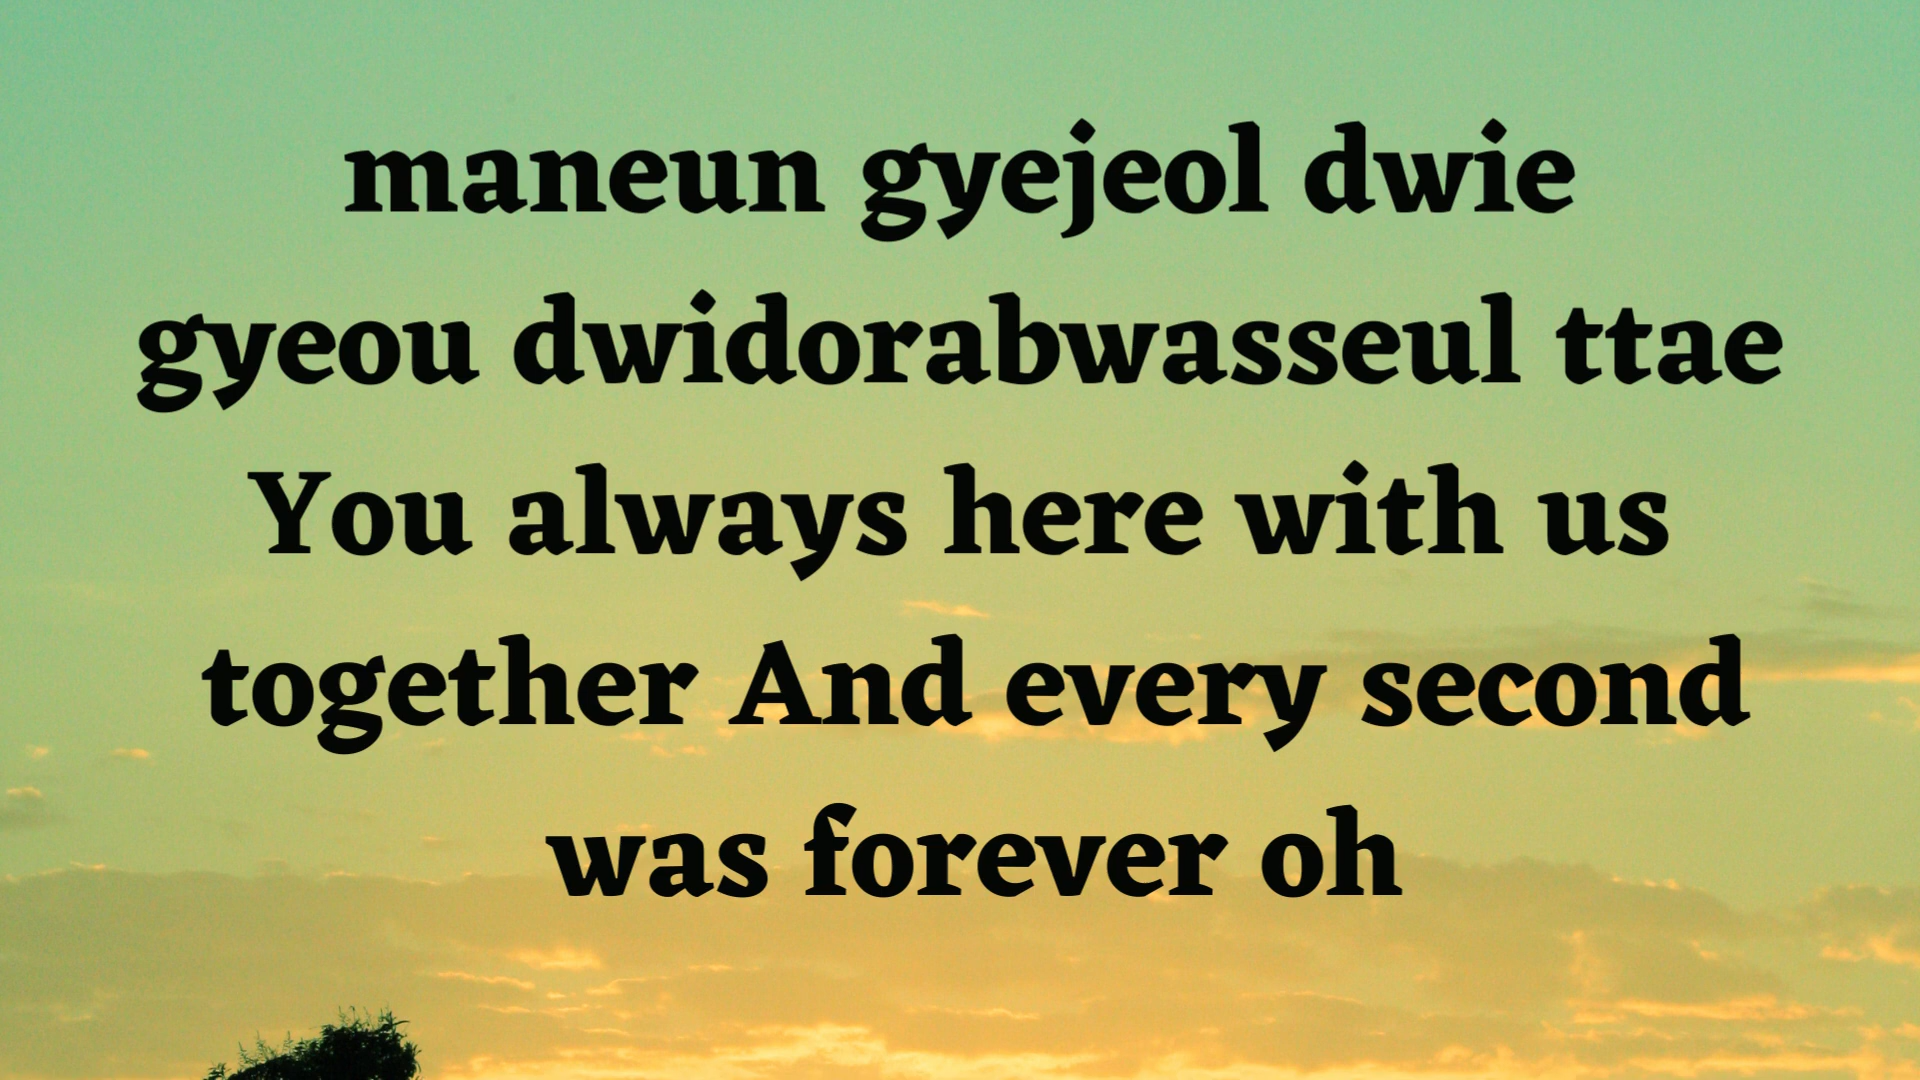 maneun gyejeol dwie
gyeou dwidorabwasseul ttae
You always here with us
together And every second
was forever oh